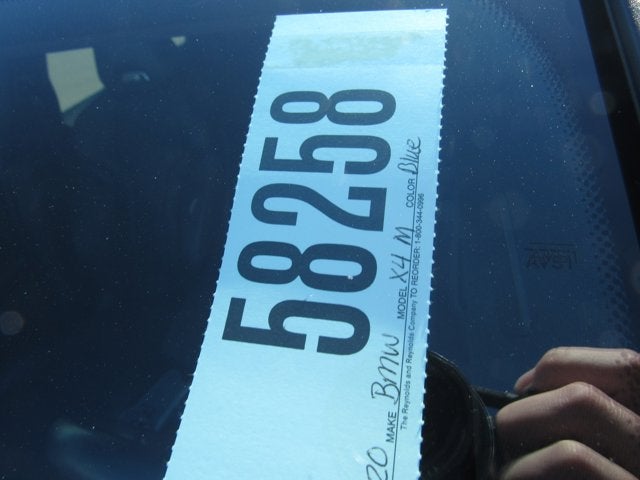 58258
20 MAKE BMW MODEL X4 M COLOR Blue
The Reynolds and Reynolds Company TO REORDER: 1-800-344-0996